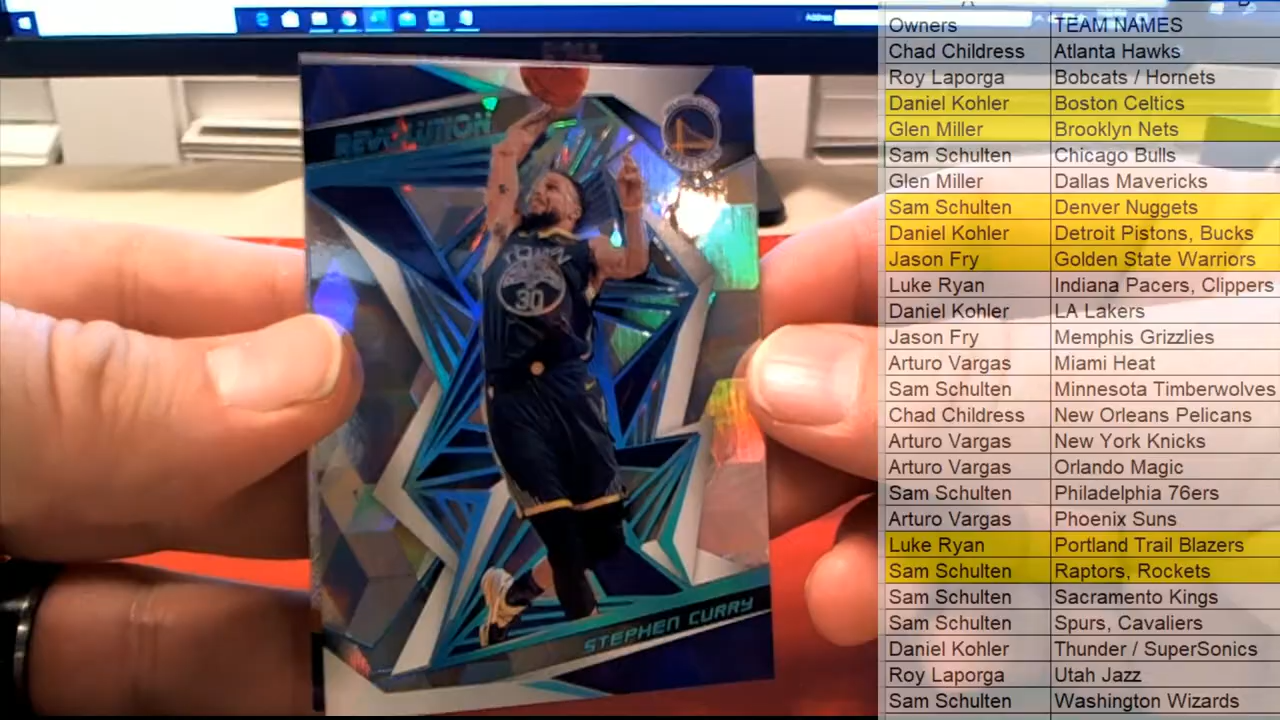 Address
REVOLUTION
WARRIORS
TOWN
30
STEPHEN CURRY
Owners TEAM NAMES
Chad Childress Atlanta Hawks
Roy Laporga Bobcats / Hornets
Daniel Kohler Boston Celtics
Glen Miller Brooklyn Nets
Sam Schulten Chicago Bulls
Glen Miller Dallas Mavericks
Sam Schulten Denver Nuggets
Daniel Kohler Detroit Pistons, Bucks
Jason Fry Golden State Warriors
Luke Ryan Indiana Pacers, Clippers
Daniel Kohler LA Lakers
Jason Fry Memphis Grizzlies
Arturo Vargas Miami Heat
Sam Schulten Minnesota Timberwolves
Chad Childress New Orleans Pelicans
Arturo Vargas New York Knicks
Arturo Vargas Orlando Magic
Sam Schulten Philadelphia 76ers
Arturo Vargas Phoenix Suns
Luke Ryan Portland Trail Blazers
Sam Schulten Raptors, Rockets
Sam Schulten Sacramento Kings
Sam Schulten Spurs, Cavaliers
Daniel Kohler Thunder / SuperSonics
Roy Laporga Utah Jazz
Sam Schulten Washington Wizards